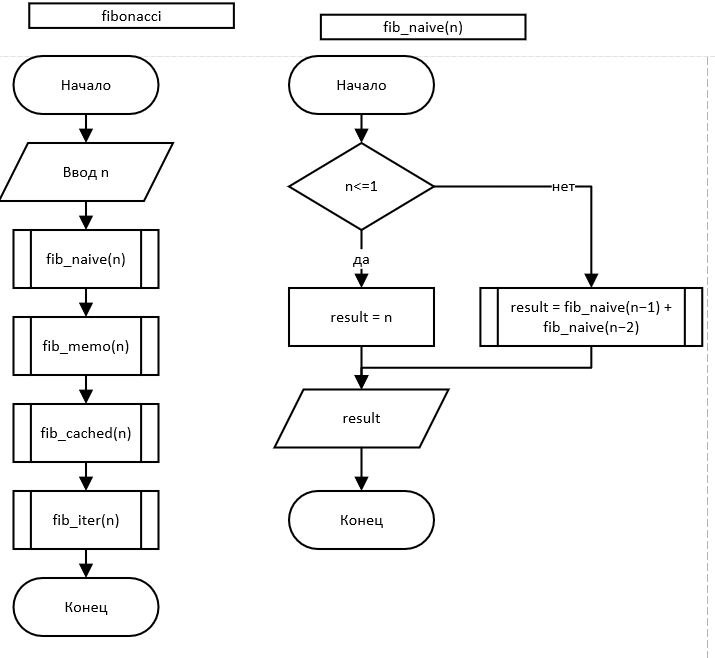 fibonacci
Начало
Ввод n
fib_naive(n)
fib_memo(n)
fib_cached(n)
fib_iter(n)
Конец
fib_naive(n)
Начало
n<=1
нет
да
result = n
result = fib_naive(n−1) +
fib_naive(n−2)
result
Конец